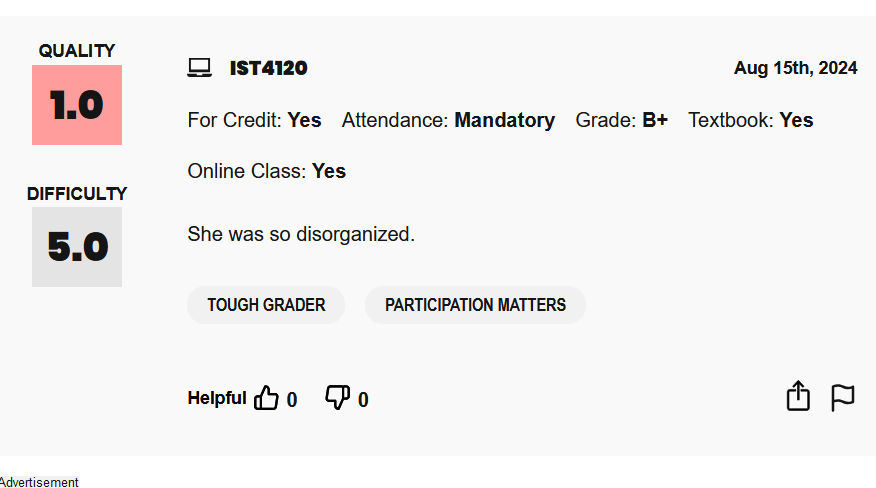 QUALITY
1.0
DIFFICULTY
5.0
IST4120
Aug 15th, 2024
For Credit: Yes Attendance: Mandatory Grade: B+ Textbook: Yes
Online Class: Yes
She was so disorganized.
TOUGH GRADER PARTICIPATION MATTERS
Helpful 0 0
Advertisement